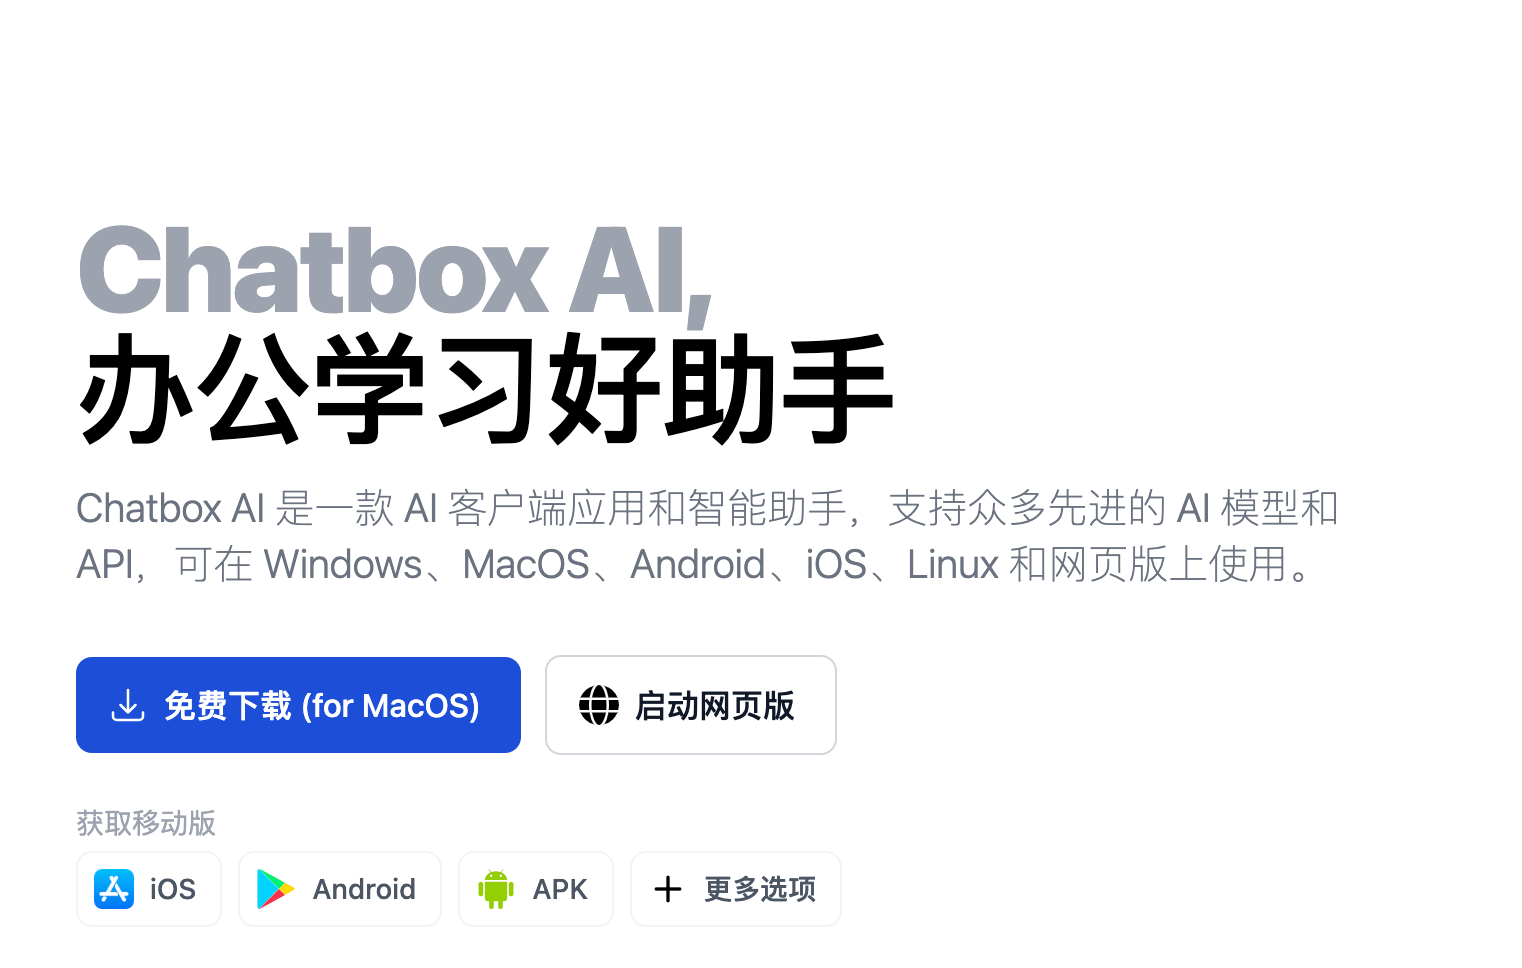 Chatbox AI,
办公学习好助手
Chatbox AI 是一款 AI 客户端应用和智能助手，支持众多先进的 AI 模型和
API，可在 Windows、MacOS、Android、iOS、Linux 和网页版上使用。
免费下载 (for MacOS)
启动网页版
获取移动版
iOS
Android
APK
更多选项